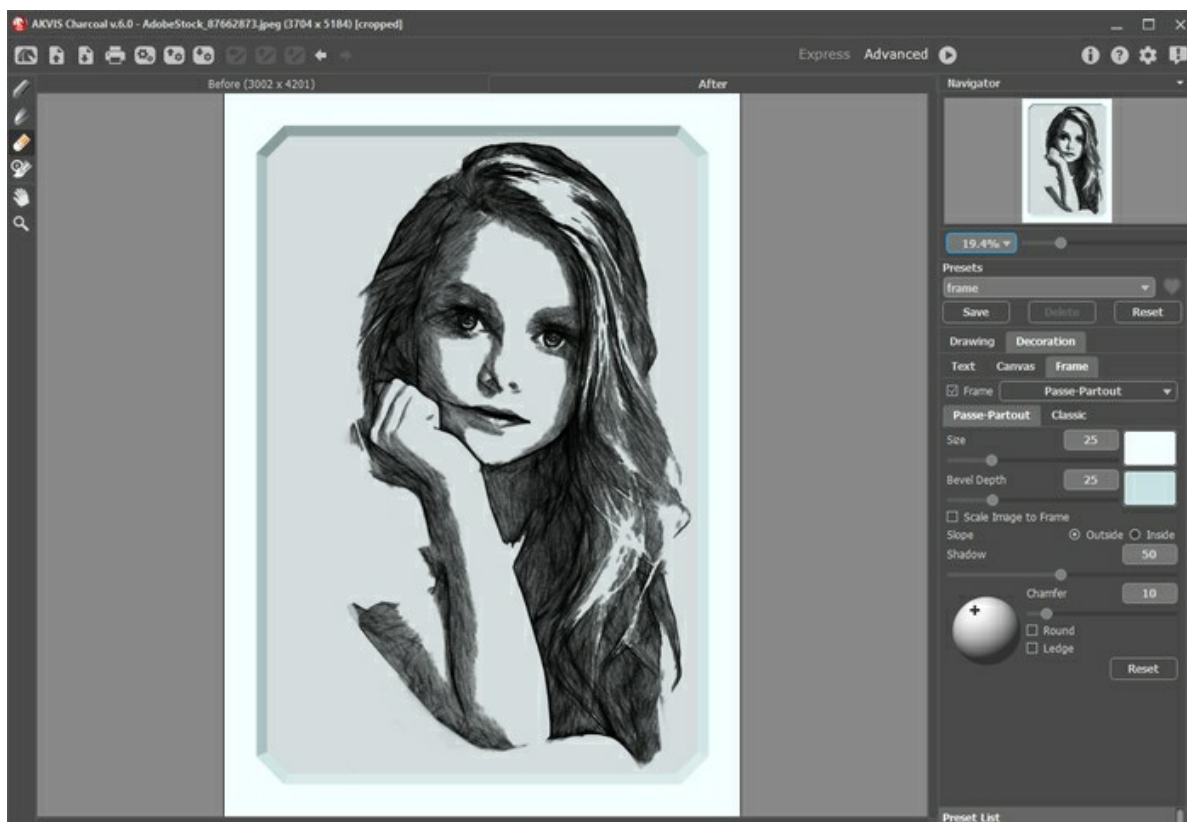 AKVIS Charcoal v.6.0 - AdobeStock_87662873.jpeg (3704 x 5184) [cropped]
Express Advanced
Before (3002 x 4201) After
Navigator
19.4%
Presets
frame
Save Delete Reset
Drawing Decoration
Text Canvas Frame
Frame Passe-Partout
Passe-Partout Classic
Size 25
Bevel Depth 25
Scale Image to Frame
Slope Outside Inside
Shadow 50
Chamfer 10
Round
Ledge
Reset
Preset List